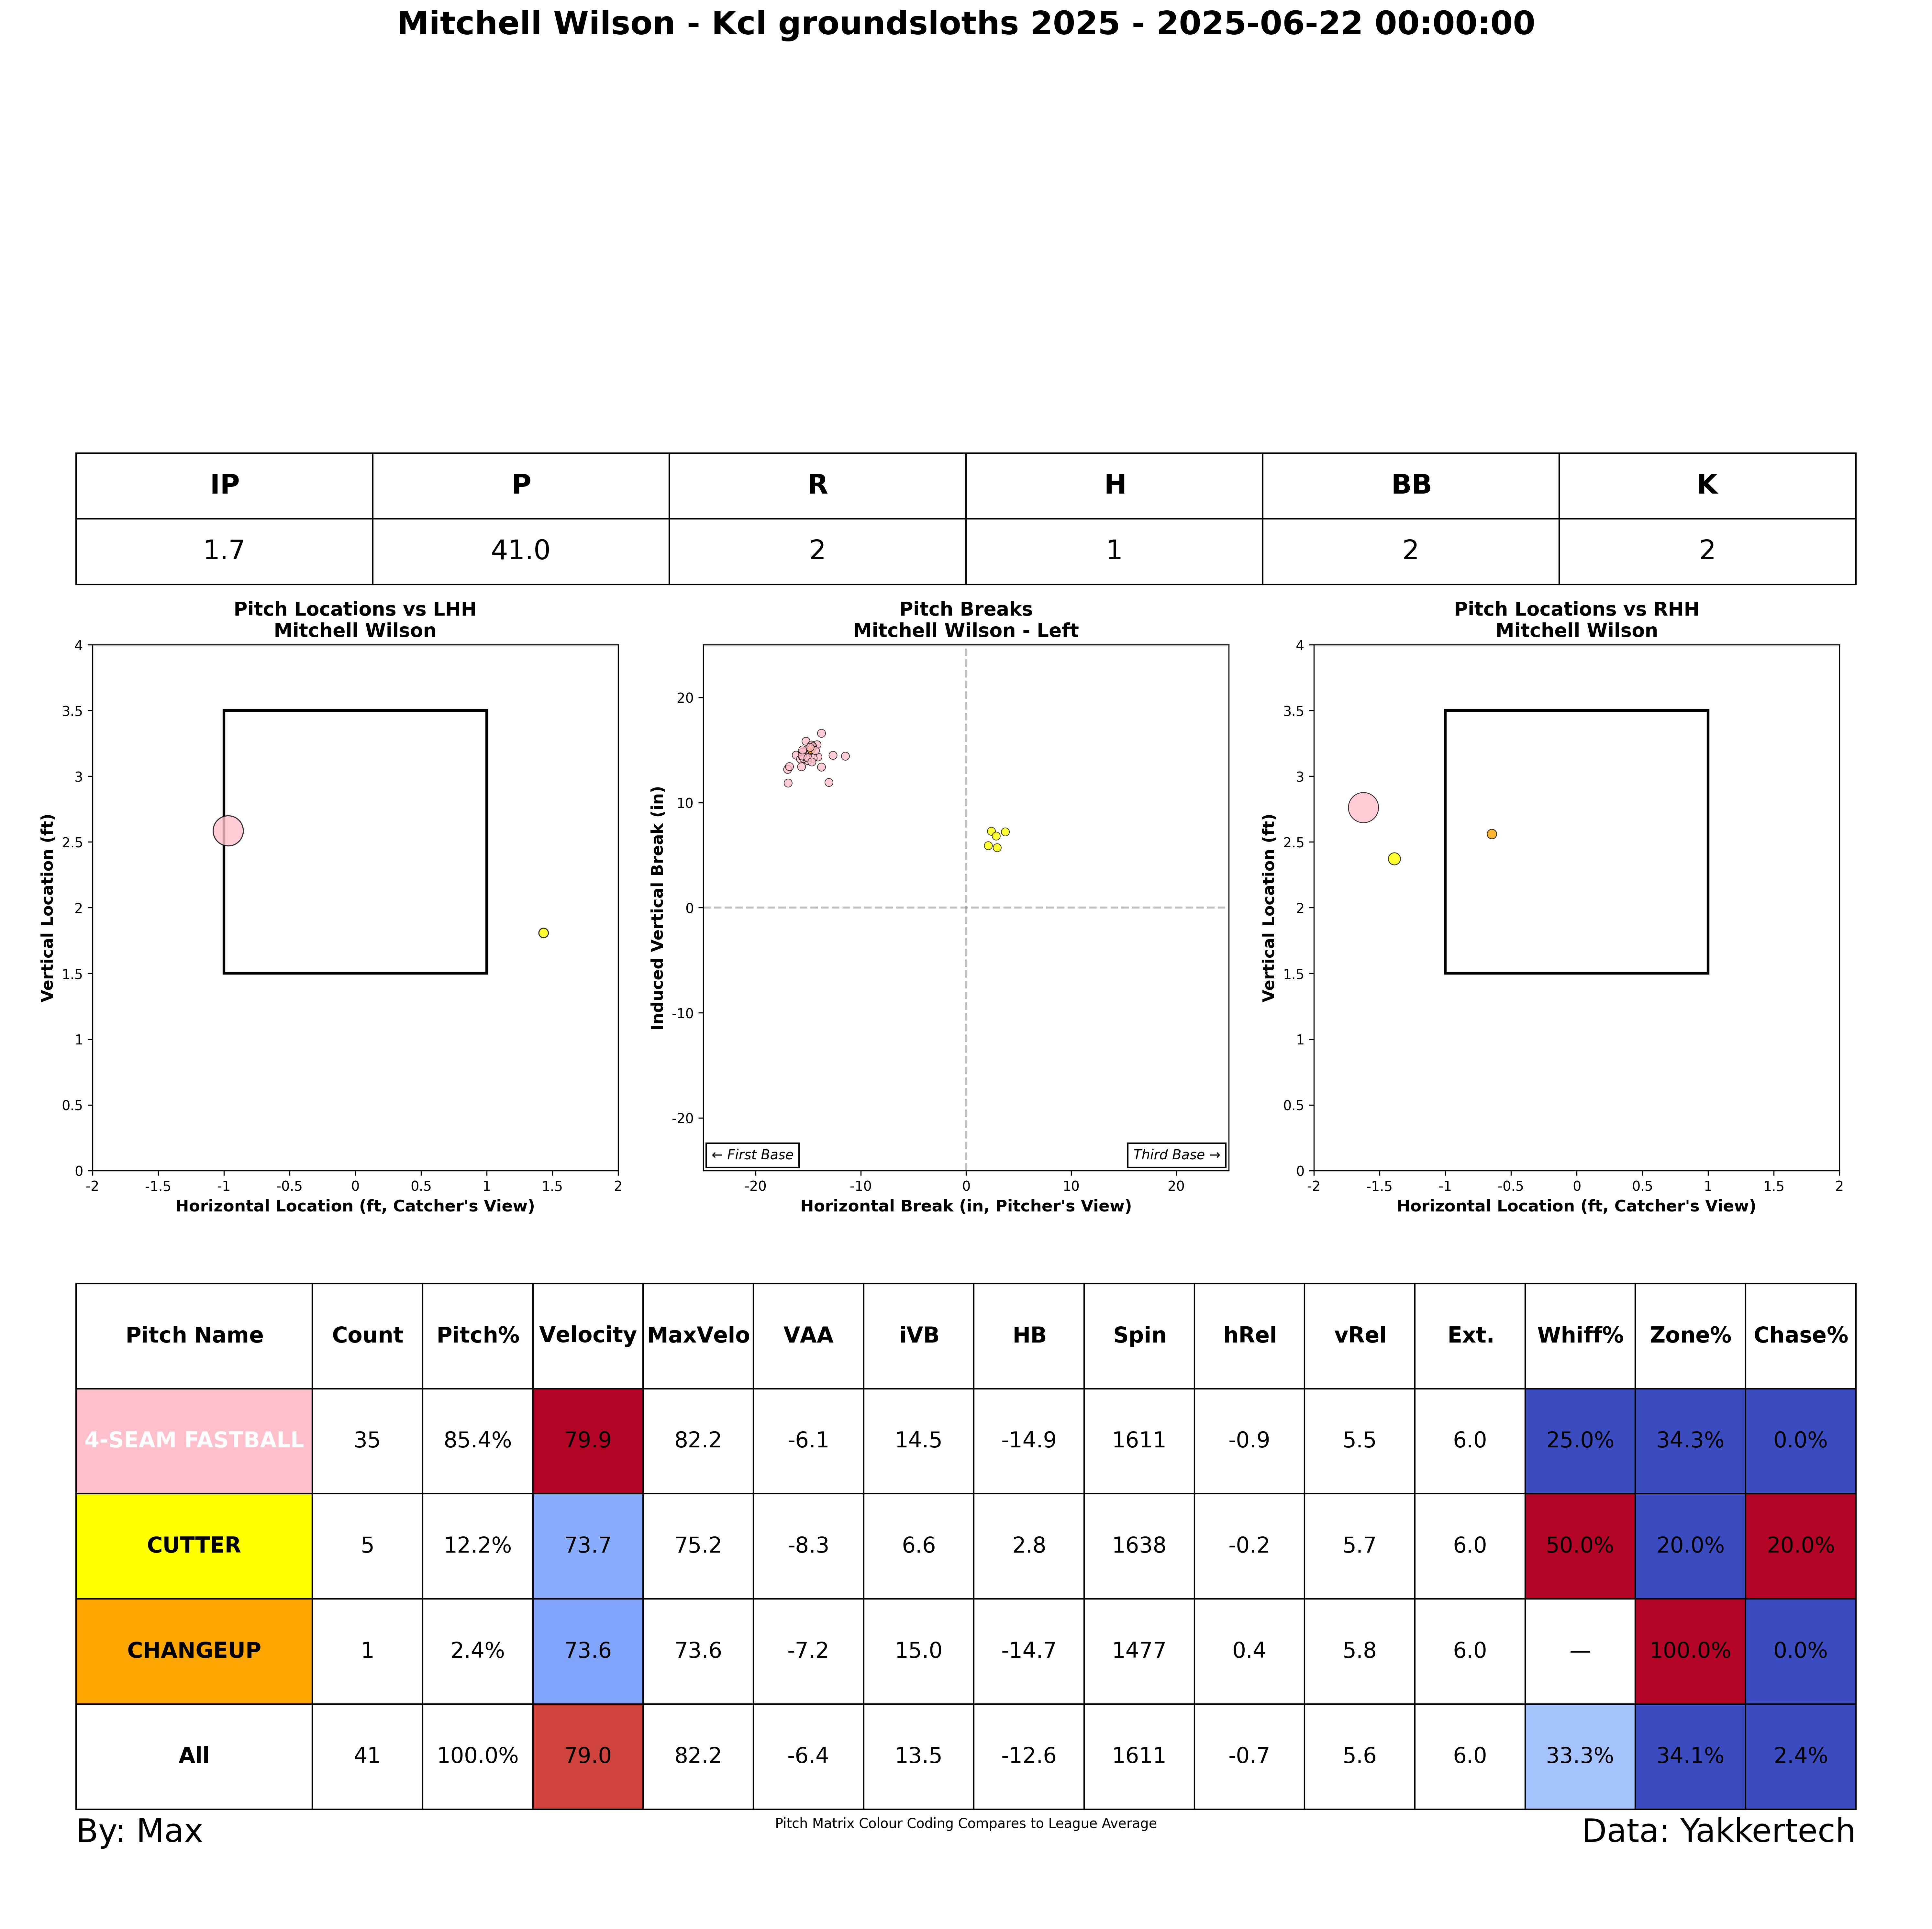 Mitchell Wilson - Kcl groundsloths 2025 - 2025-06-22 00:00:00
IP P R H BB K
1.7 41.0 2 1 2 2
Pitch Locations vs LHH
Mitchell Wilson
4
3.5
3
2.5
2
1.5
1
0.5
0
-2 -1.5 -1 -0.5 0 0.5 1 1.5 2
Vertical Location (ft)
Horizontal Location (ft, Catcher's View)
Pitch Breaks
Mitchell Wilson - Left
20
10
0
-10
-20
← First Base
Third Base →
-20 -10 0 10 20
Induced Vertical Break (in)
Horizontal Break (in, Pitcher's View)
Pitch Locations vs RHH
Mitchell Wilson
4
3.5
3
2.5
2
1.5
1
0.5
0
-2 -1.5 -1 -0.5 0 0.5 1 1.5 2
Vertical Location (ft)
Horizontal Location (ft, Catcher's View)
Pitch Name Count Pitch% Velocity MaxVelo VAA iVB HB Spin hRel vRel Ext. Whiff% Zone% Chase%
4-SEAM FASTBALL 35 85.4% 79.9 82.2 -6.1 14.5 -14.9 1611 -0.9 5.5 6.0 25.0% 34.3% 0.0%
CUTTER 5 12.2% 73.7 75.2 -8.3 6.6 2.8 1638 -0.2 5.7 6.0 50.0% 20.0% 20.0%
CHANGEUP 1 2.4% 73.6 73.6 -7.2 15.0 -14.7 1477 0.4 5.8 6.0 — 100.0% 0.0%
All 41 100.0% 79.0 82.2 -6.4 13.5 -12.6 1611 -0.7 5.6 6.0 33.3% 34.1% 2.4%
By: Max
Pitch Matrix Colour Coding Compares to League Average
Data: Yakkertech